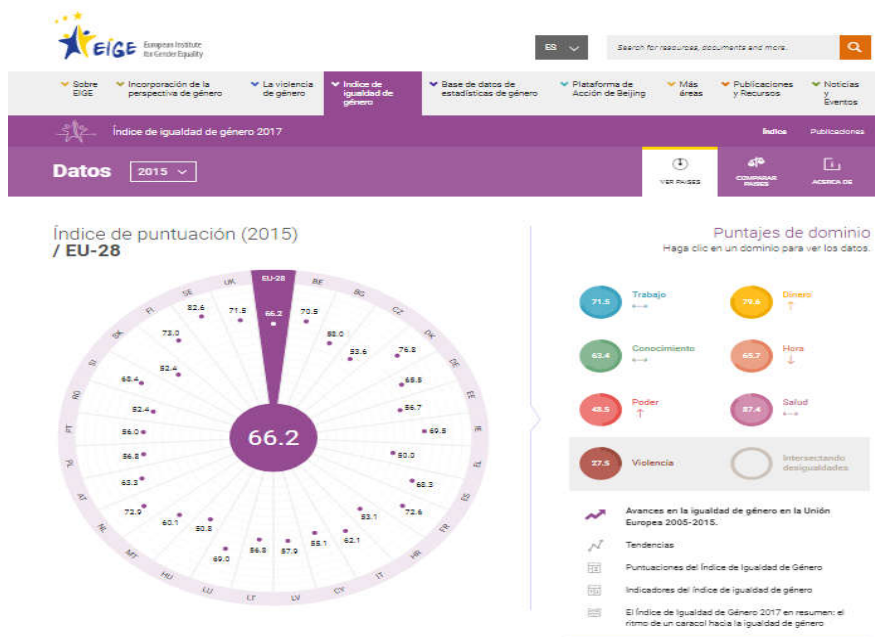 EIGE
European Institute
for Gender Equality
ES
Search for resources, documents and more.
Sobre EIGE
Incorporación de la perspectiva de género
La violencia de género
Indice de igualdad de género
Base de datos de estadísticas de género
Plataforma de Acción de Beijing
Más áreas
Publicaciones y Recursos
Noticias y Eventos
Índice de igualdad de género 2017
Índice
Publicaciones
Datos
2015
VER PAISES
COMPARAR PAISES
ACERCA DE
Índice de puntuación (2015)
/ EU-28
EU-28
66.2
BE
70.5
BG
58.0
CZ
53.6
DK
76.8
DE
65.5
EE
56.7
IE
69.5
EL
50.0
ES
68.3
FR
72.6
HR
53.1
IT
62.1
CY
55.1
LV
57.9
LT
56.8
LU
69.0
HU
50.8
MT
60.1
NL
72.9
AT
63.3
PL
56.8
PT
56.0
RO
52.4
SI
68.4
SK
52.4
FI
73.0
SE
82.6
UK
71.5
66.2
Puntajes de dominio
Haga clic en un dominio para ver los datos.
71.5 Trabajo
79.6 Dinero
63.4 Conocimiento
65.7 Hora
48.5 Poder
87.4 Salud
27.5 Violencia
Intersectando
desigualdades
Avances en la igualdad de género en la Unión
Europea 2005-2015.
Tendencias
Puntuaciones del Índice de Igualdad de Género
Indicadores del índice de igualdad de género
El Índice de Igualdad de Género 2017 en resumen: el
ritmo de un caracol hacia la igualdad de género